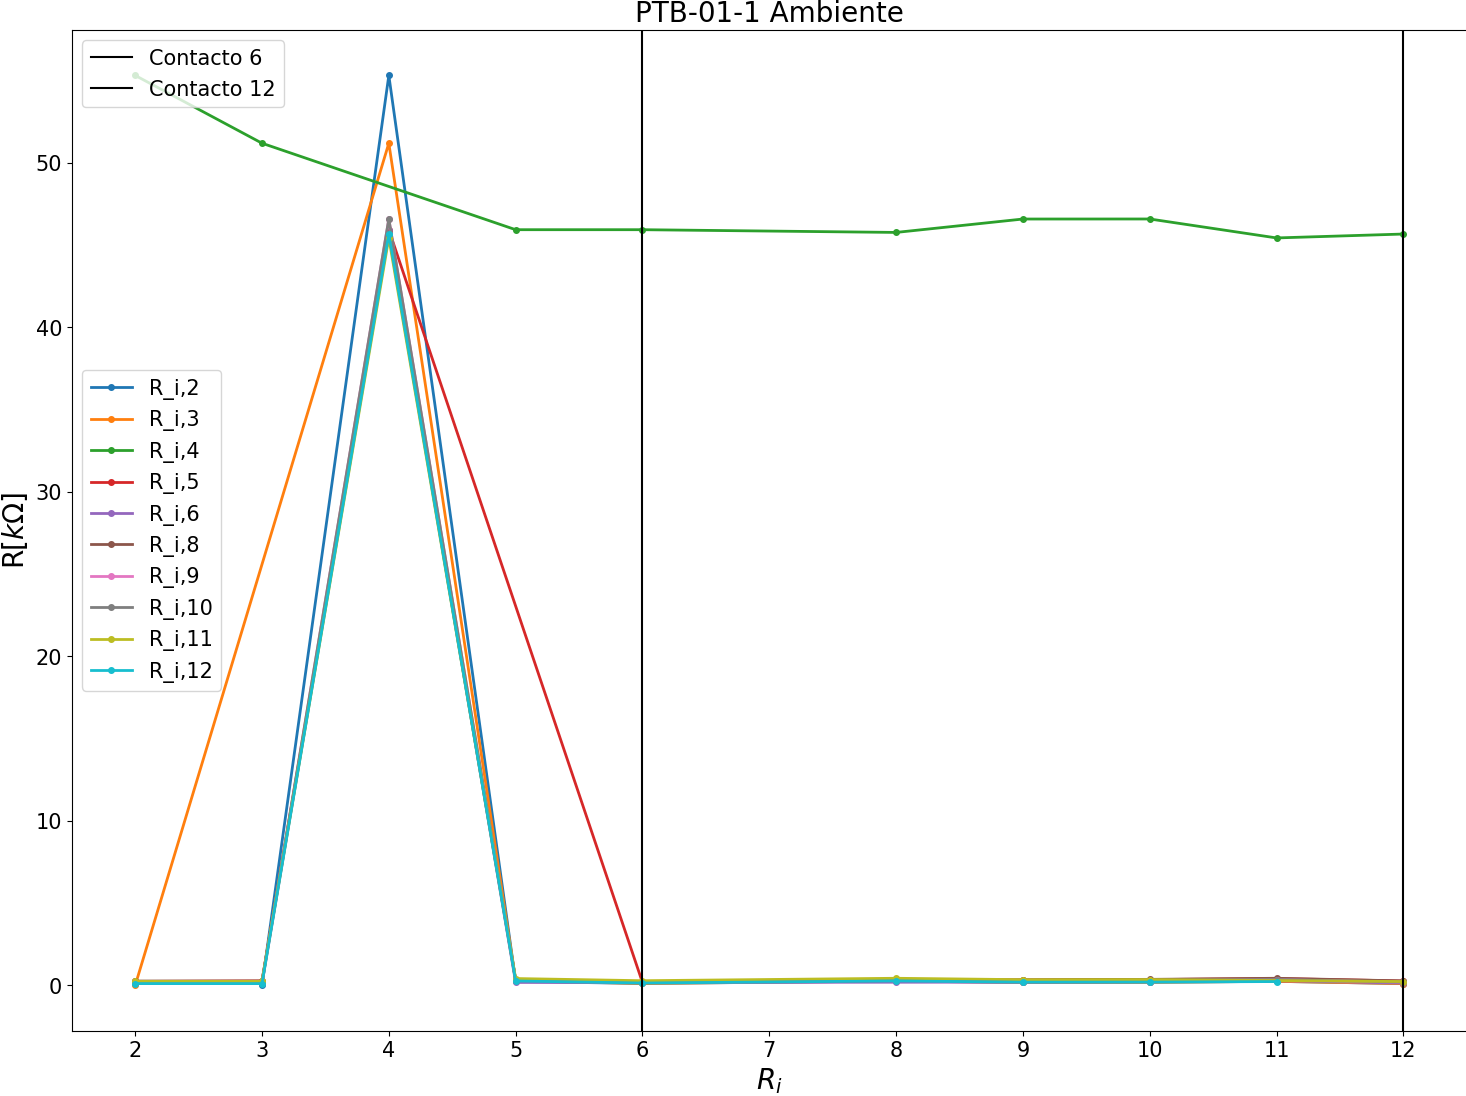 PTB-01-1 Ambiente
Contacto 6
Contacto 12
50
40
30
20
10
0
R[kΩ]
R_i,2
R_i,3
R_i,4
R_i,5
R_i,6
R_i,8
R_i,9
R_i,10
R_i,11
R_i,12
2 3 4 5 6 7 8 9 10 11 12
R_i